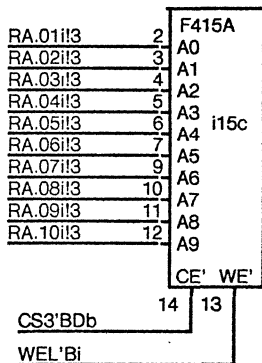 F415A
RA.01i!3 2 A0
RA.02i!3 3 A1
RA.03i!3 4 A2
RA.04i!3 5 A3
RA.05i!3 6 A4
RA.06i!3 7 A5
RA.07i!3 9 A6
RA.08i!3 10 A7
RA.09i!3 11 A8
RA.10i!3 12 A9
i15c
CE' WE'
14 13
CS3'BDb
WEL'Bi